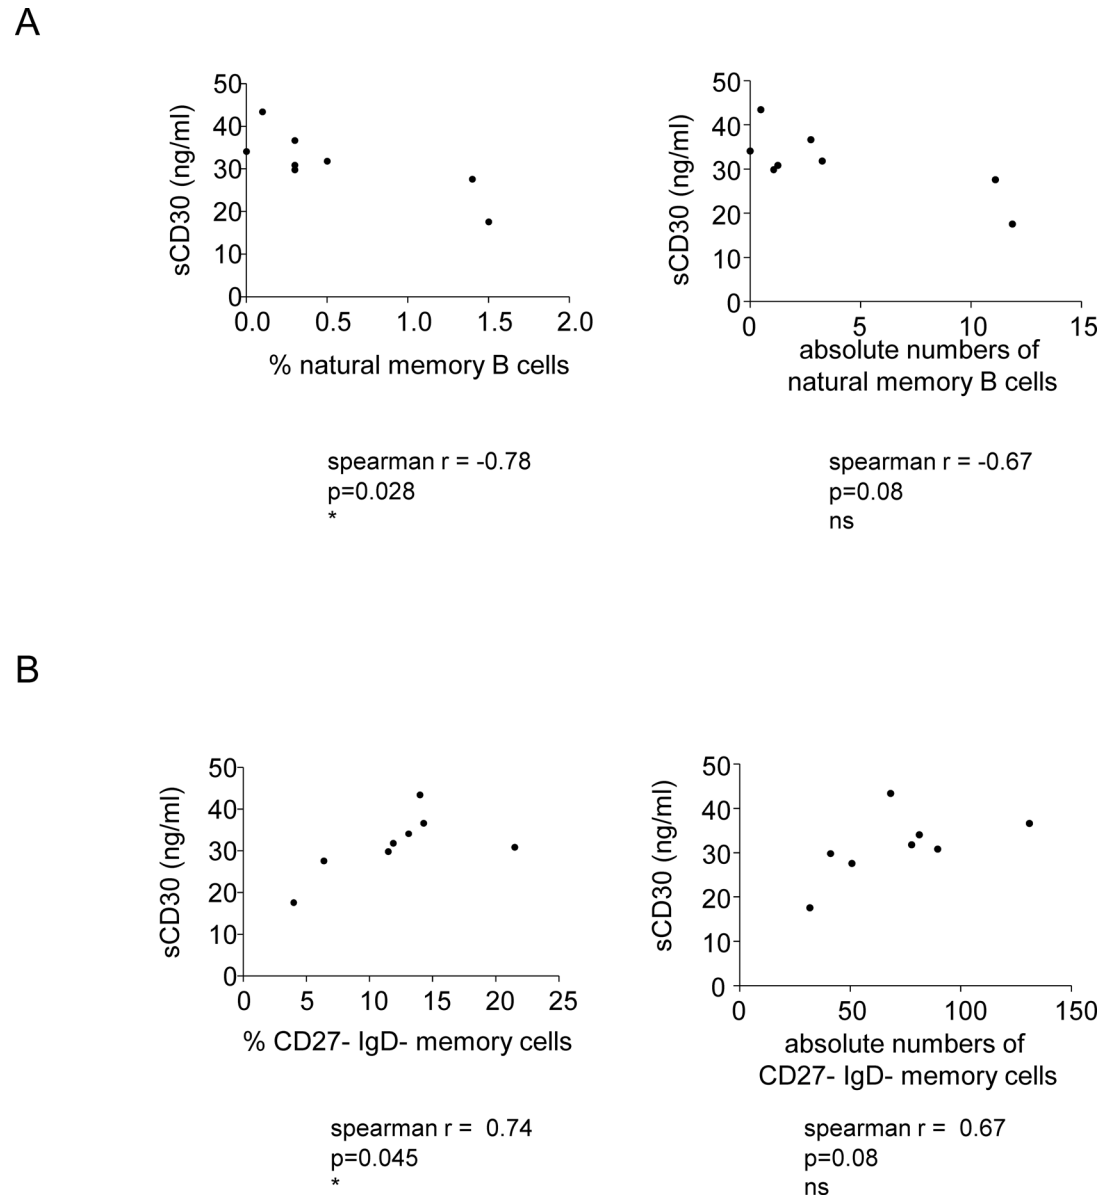 A
50
40
30
20
10
0
sCD30 (ng/ml)
0.0 0.5 1.0 1.5 2.0
% natural memory B cells
spearman r = -0.78
p=0.028
*
50
40
30
20
10
0
sCD30 (ng/ml)
0 5 10 15
absolute numbers of
natural memory B cells
spearman r = -0.67
p=0.08
ns
B
50
40
30
20
10
0
sCD30 (ng/ml)
0 5 10 15 20 25
% CD27- IgD- memory cells
spearman r = 0.74
p=0.045
*
50
40
30
20
10
0
sCD30 (ng/ml)
0 50 100 150
absolute numbers of
CD27- IgD- memory cells
spearman r = 0.67
p=0.08
ns